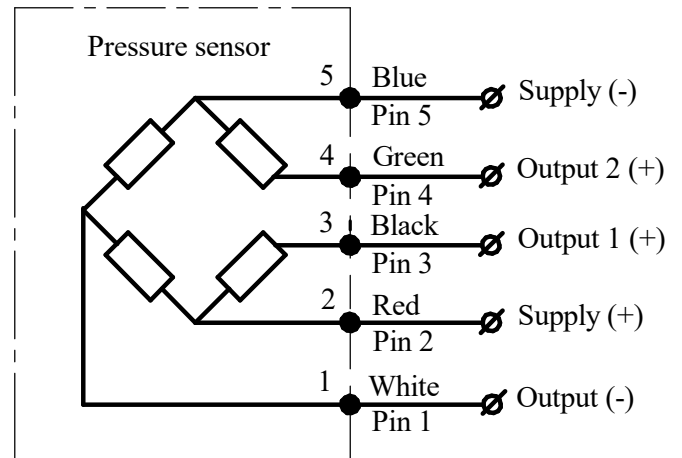 Pressure sensor
5 Blue Supply (-)
Pin 5
4 Green Output 2 (+)
Pin 4
3 Black Output 1 (+)
Pin 3
2 Red Supply (+)
Pin 2
1 White Output (-)
Pin 1